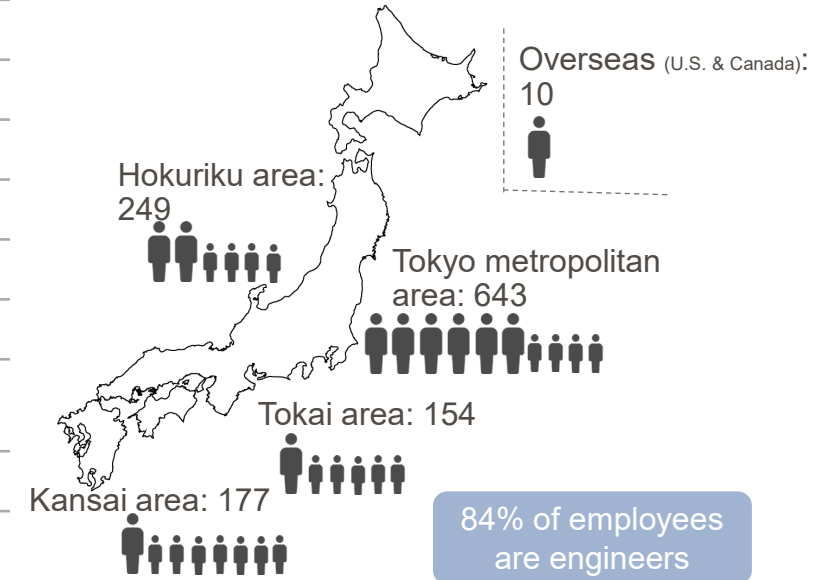 Overseas (U.S. & Canada):
10
Hokuriku area:
249
Tokyo metropolitan
area: 643
Tokai area: 154
Kansai area: 177
84% of employees
are engineers